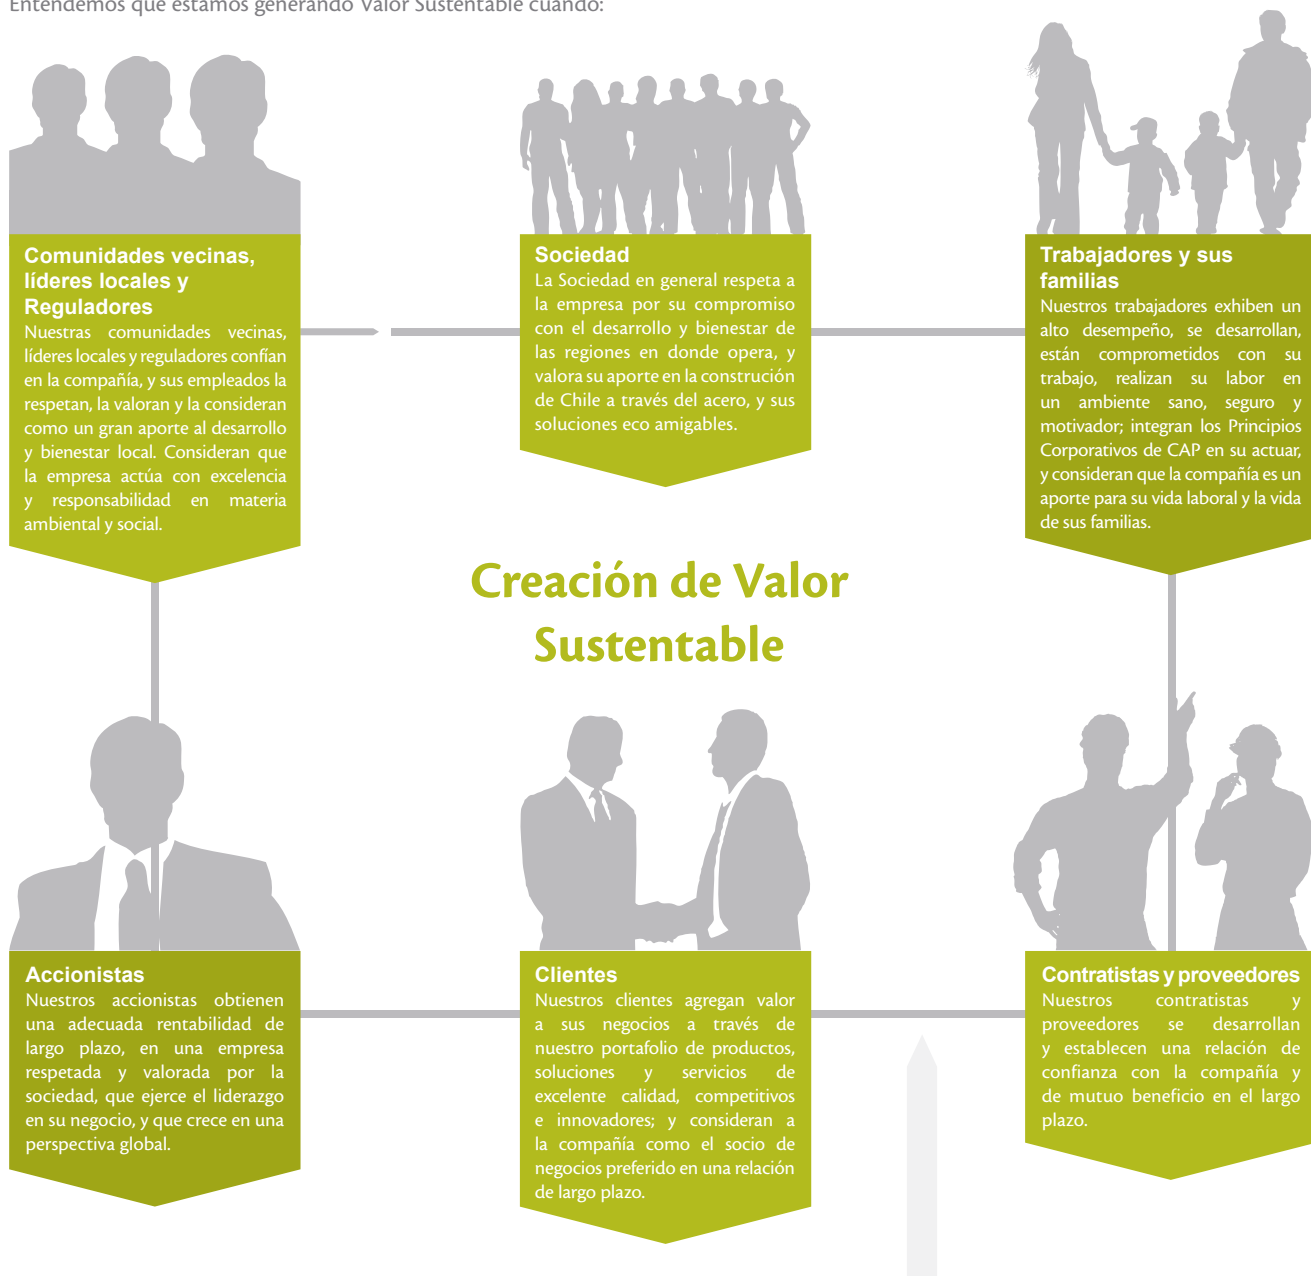 Entendemos que estamos generando Valor Sustentable cuando:
Comunidades vecinas,
líderes locales y
Reguladores
Nuestras comunidades vecinas,
líderes locales y reguladores confían
en la compañía, y sus empleados la
respetan, la valoran y la consideran
como un gran aporte al desarrollo
y bienestar local. Consideran que
la empresa actúa con excelencia
y responsabilidad en materia
ambiental y social.
Sociedad
La Sociedad en general respeta a
la empresa por su compromiso
con el desarrollo y bienestar de
las regiones en donde opera, y
valora su aporte en la construción
de Chile a través del acero, y sus
soluciones eco amigables.
Trabajadores y sus
familias
Nuestros trabajadores exhiben un
alto desempeño, se desarrollan,
están comprometidos con su
trabajo, realizan su labor en
un ambiente sano, seguro y
motivador; integran los Principios
Corporativos de CAP en su actuar,
y consideran que la compañía es un
aporte para su vida laboral y la vida
de sus familias.
Creación de Valor
Sustentable
Accionistas
Nuestros accionistas obtienen
una adecuada rentabilidad de
largo plazo, en una empresa
respetada y valorada por la
sociedad, que ejerce el liderazgo
en su negocio, y que crece en una
perspectiva global.
Clientes
Nuestros clientes agregan valor
a sus negocios a través de
nuestro portafolio de productos,
soluciones y servicios de
excelente calidad, competitivos
e innovadores; y consideran a
la compañía como el socio de
negocios preferido en una relación
de largo plazo.
Contratistas y proveedores
Nuestros contratistas y
proveedores se desarrollan
y establecen una relación de
confianza con la compañía y
de mutuo beneficio en el largo
plazo.